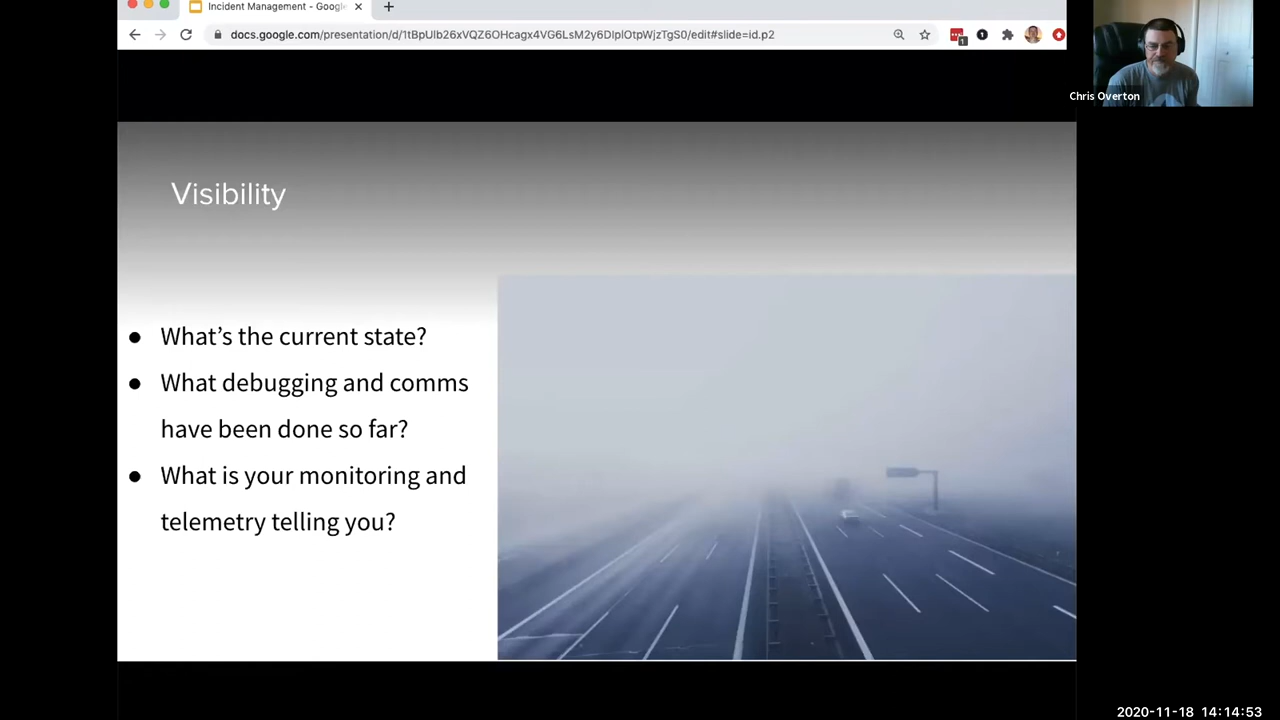 Incident Management - Googl
docs.google.com/presentation/d/1tBpUIb26xVQZ6OHcagx4VG6LsM2y6DIplOtpWjzTgS0/edit#slide=id.p2
1
Chris Overton
Visibility
● What's the current state?
● What debugging and comms
have been done so far?
● What is your monitoring and
telemetry telling you?
2020-11-18 14:14:53